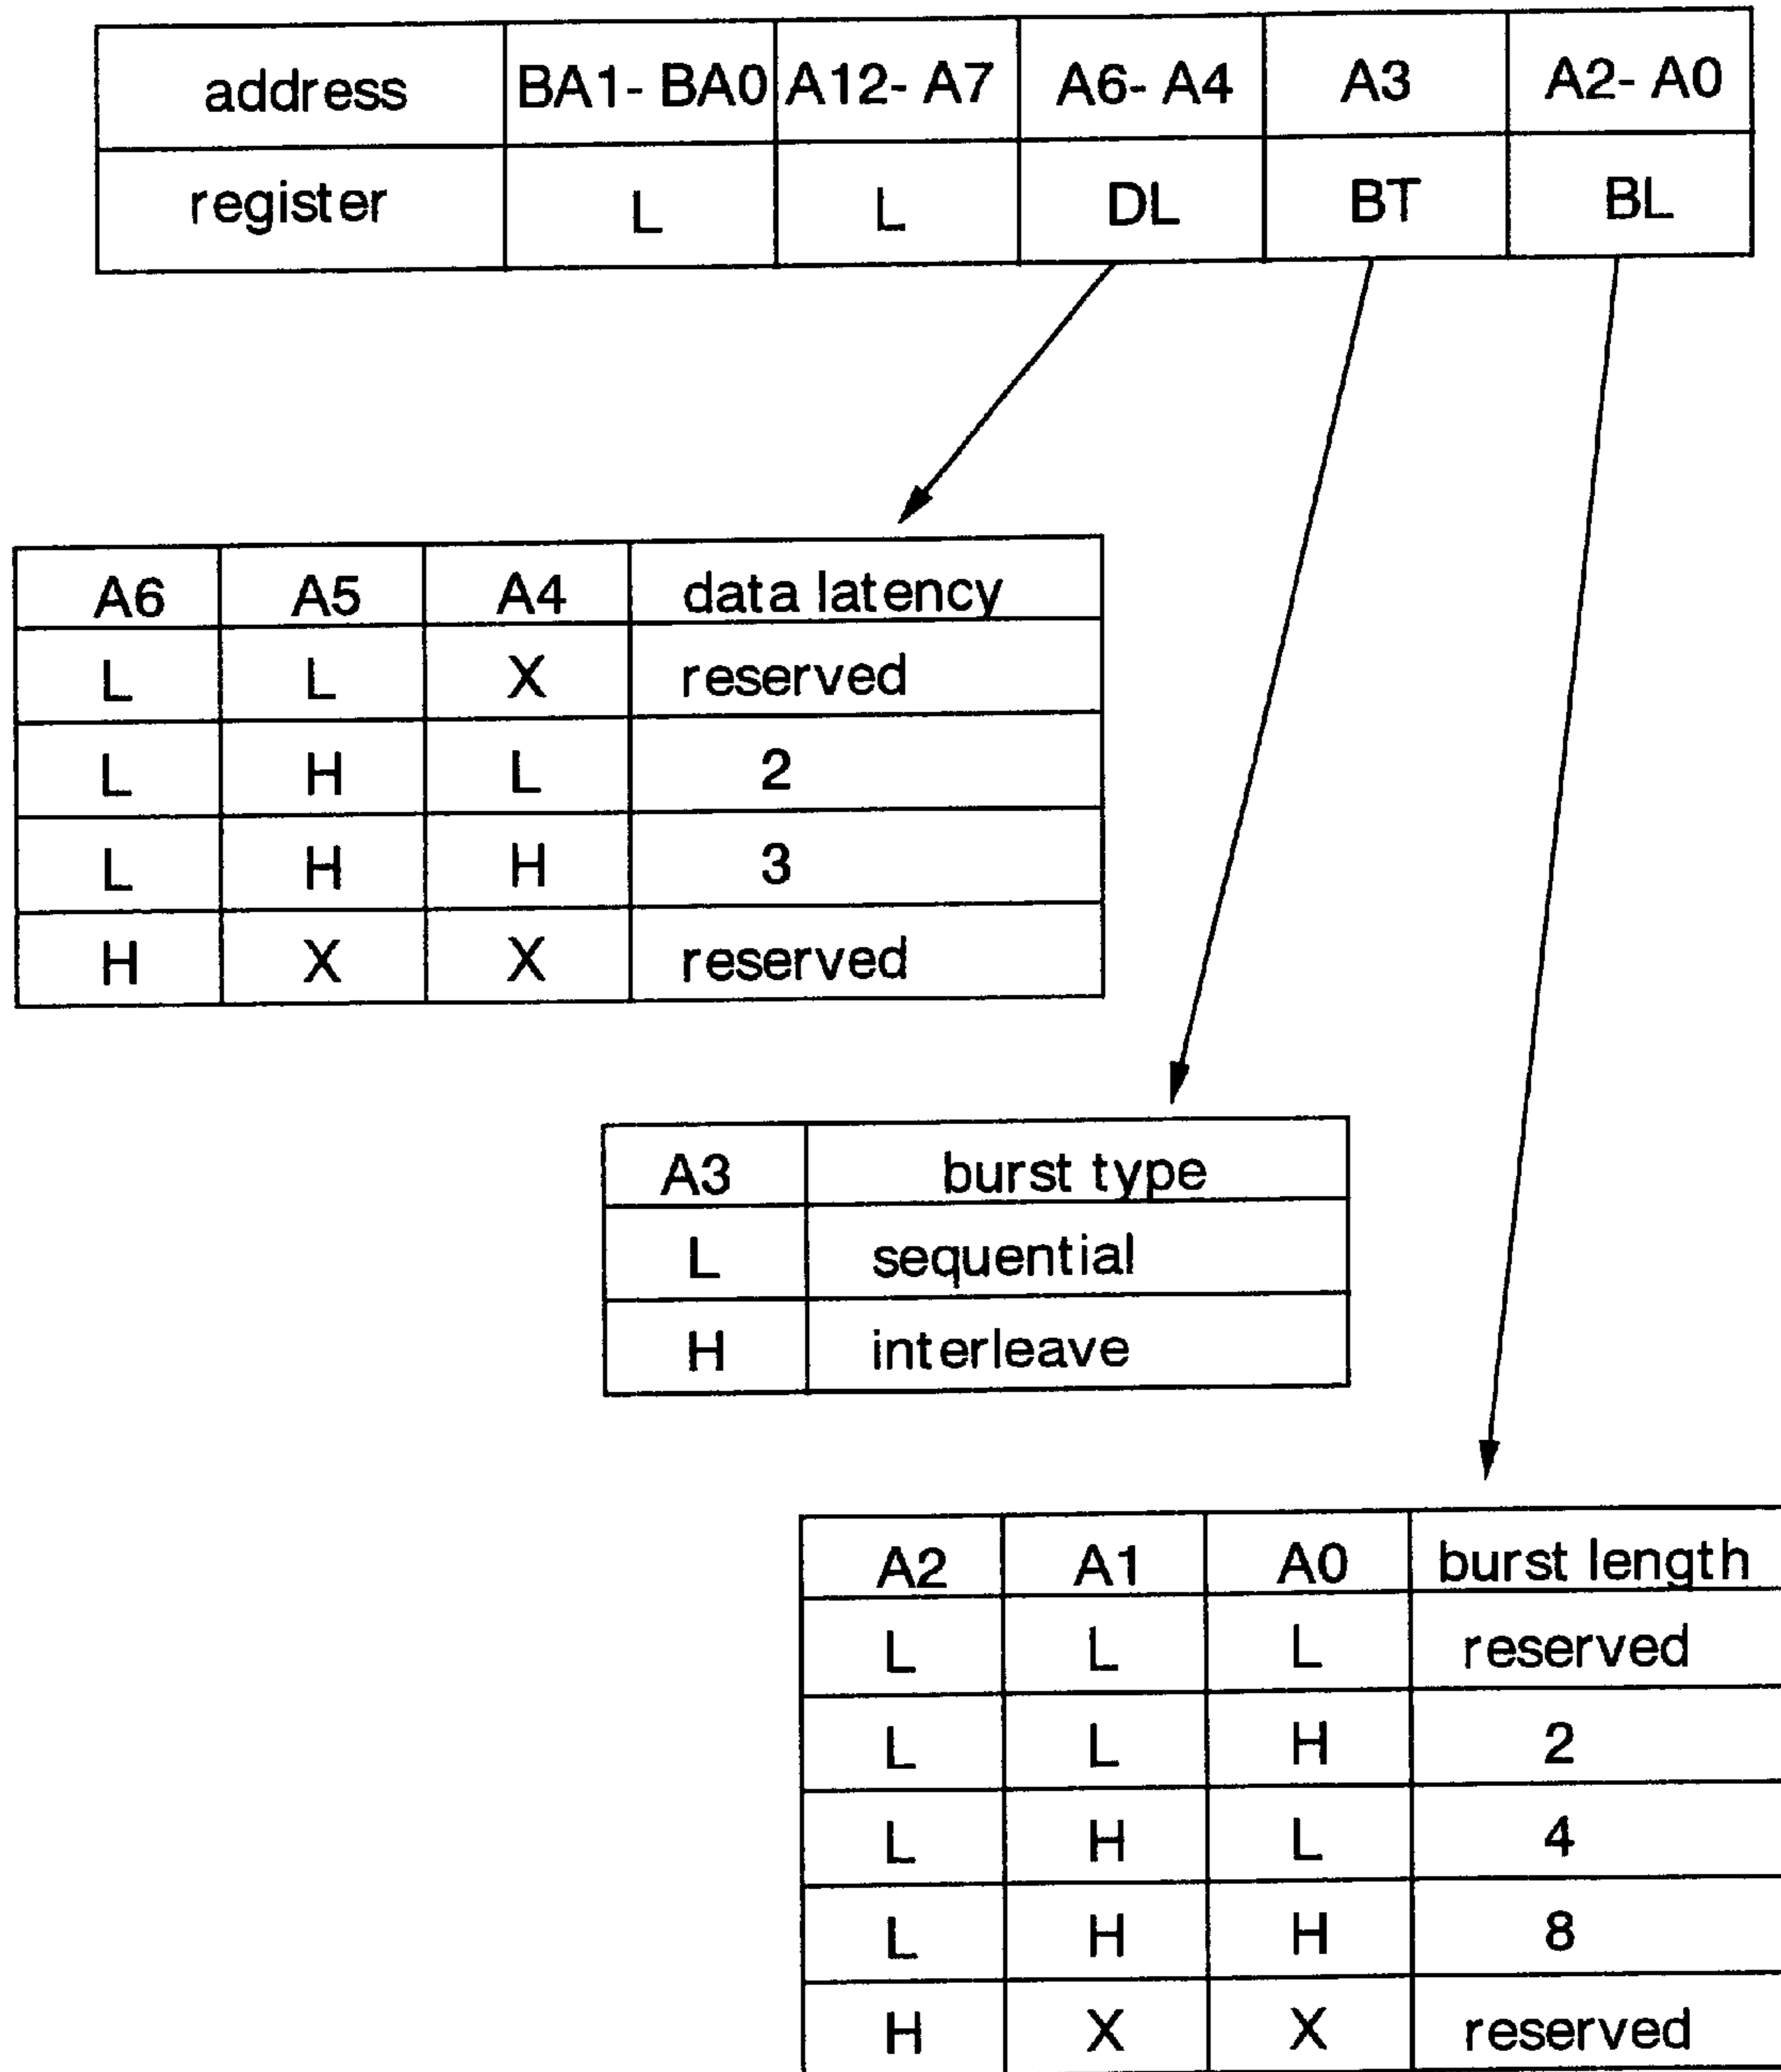 address BA1- BA0 A12- A7 A6- A4 A3 A2- A0
register L L DL BT BL
A6 A5 A4 data latency
L L X reserved
L H L 2
L H H 3
H X X reserved
A3 burst type
L sequential
H interleave
A2 A1 A0 burst length
L L L reserved
L L H 2
L H L 4
L H H 8
H X X reserved